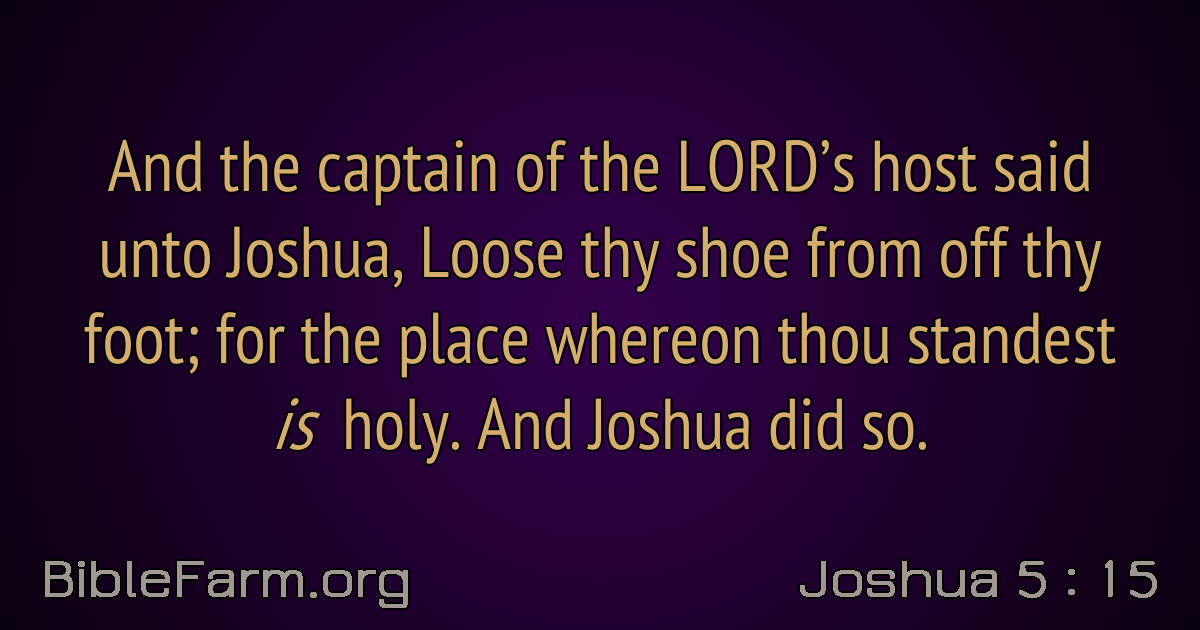 And the captain of the LORD’s host said
unto Joshua, Loose thy shoe from off thy
foot; for the place whereon thou standest
is holy. And Joshua did so.
BibleFarm.org
Joshua 5 : 15